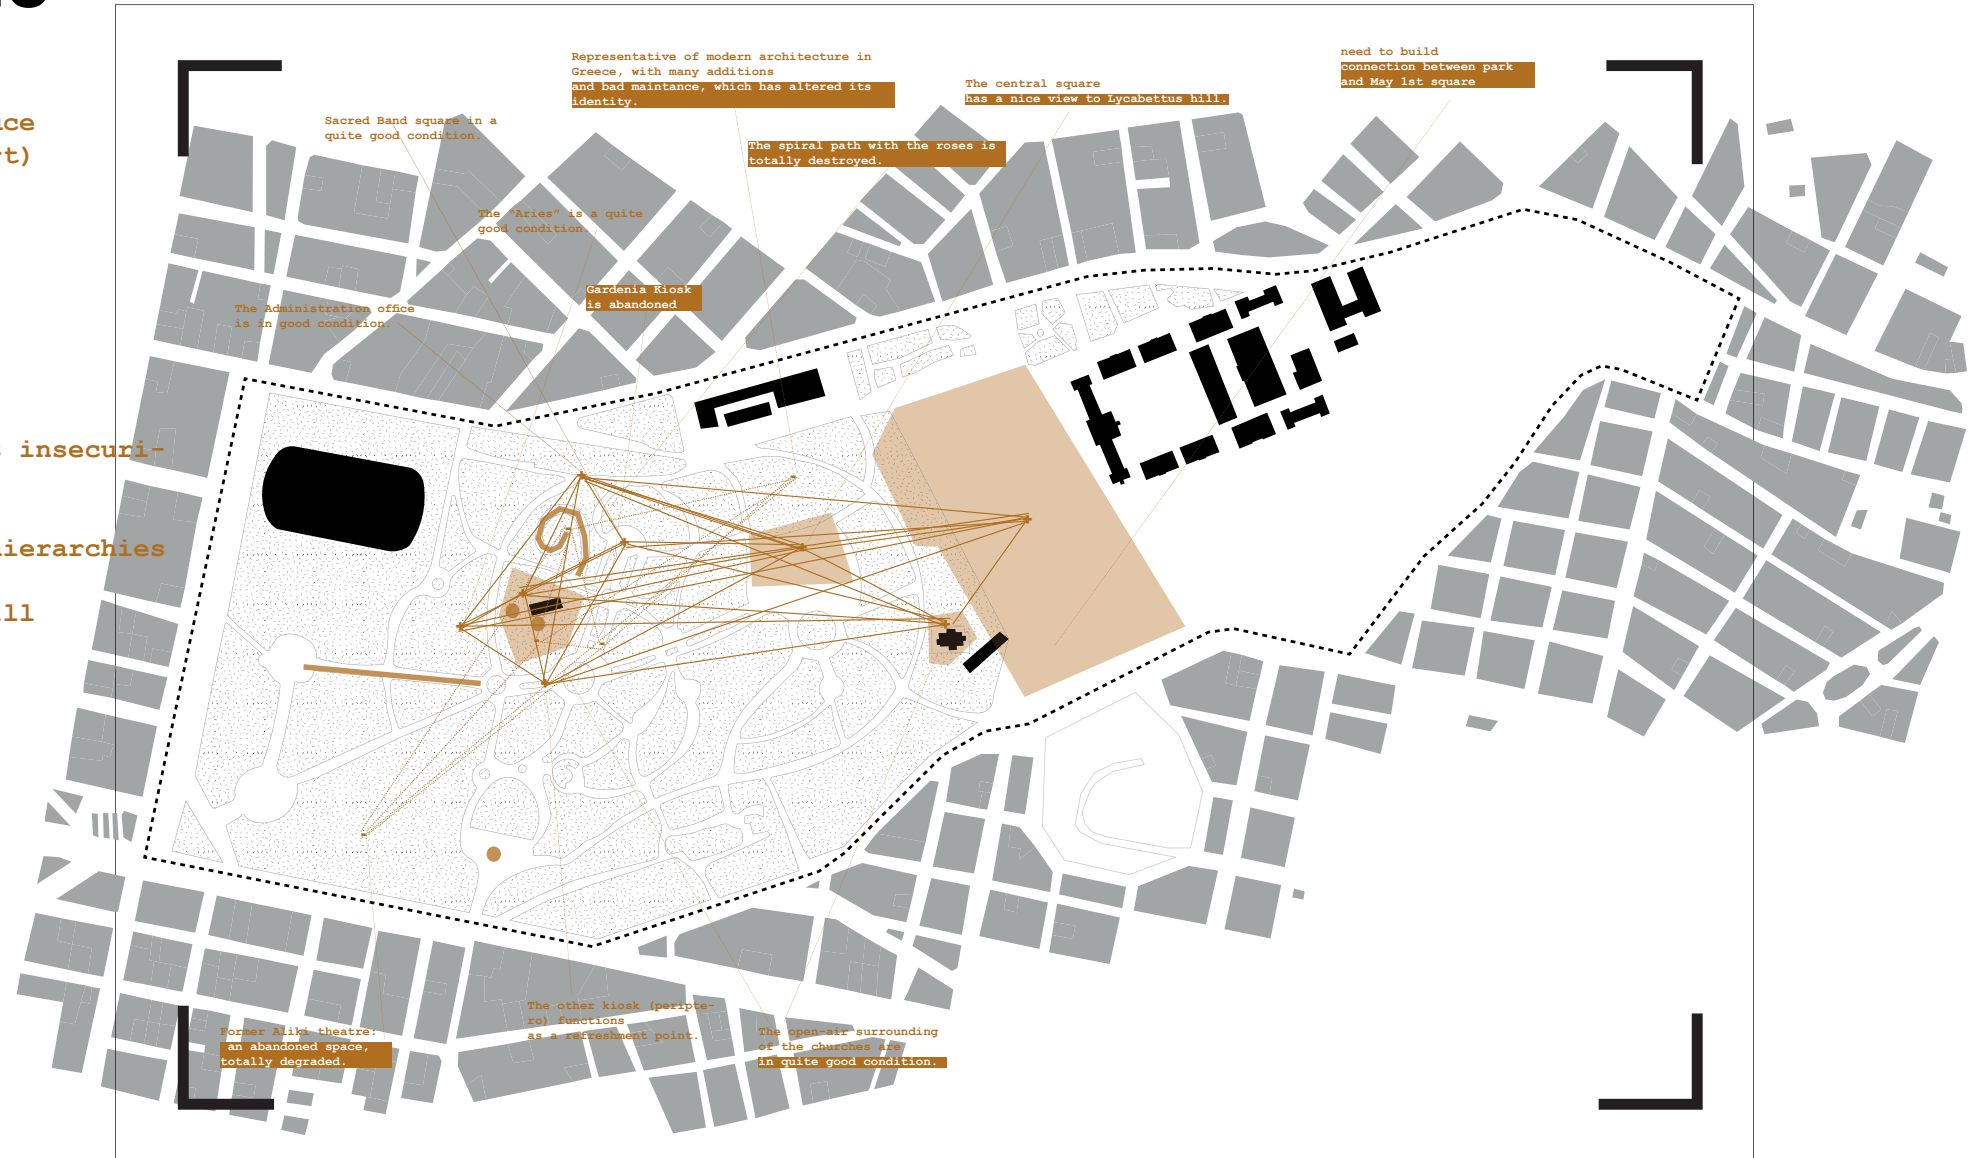 need to build
connection between park
and May 1st square
Representative of modern architecture in
Greece, with many additions
and bad maintance, which has altered its
identity.
The central square
has a nice view to Lycabettus hill.
Sacred Band square in a
quite good condition.
The spiral path with the roses is
totally destroyed.
The "Aries" is a quite
good condition.
Gardenia Kiosk
is abandoned
The Administration office
is in good condition.
insecuri-
hierarchies
The other kiosk (peripte-
ro) functions
as a refreshment point.
Former Aliki theatre:
an abandoned space,
totally degraded.
The open-air surrounding
of the churches are
in quite good condition.